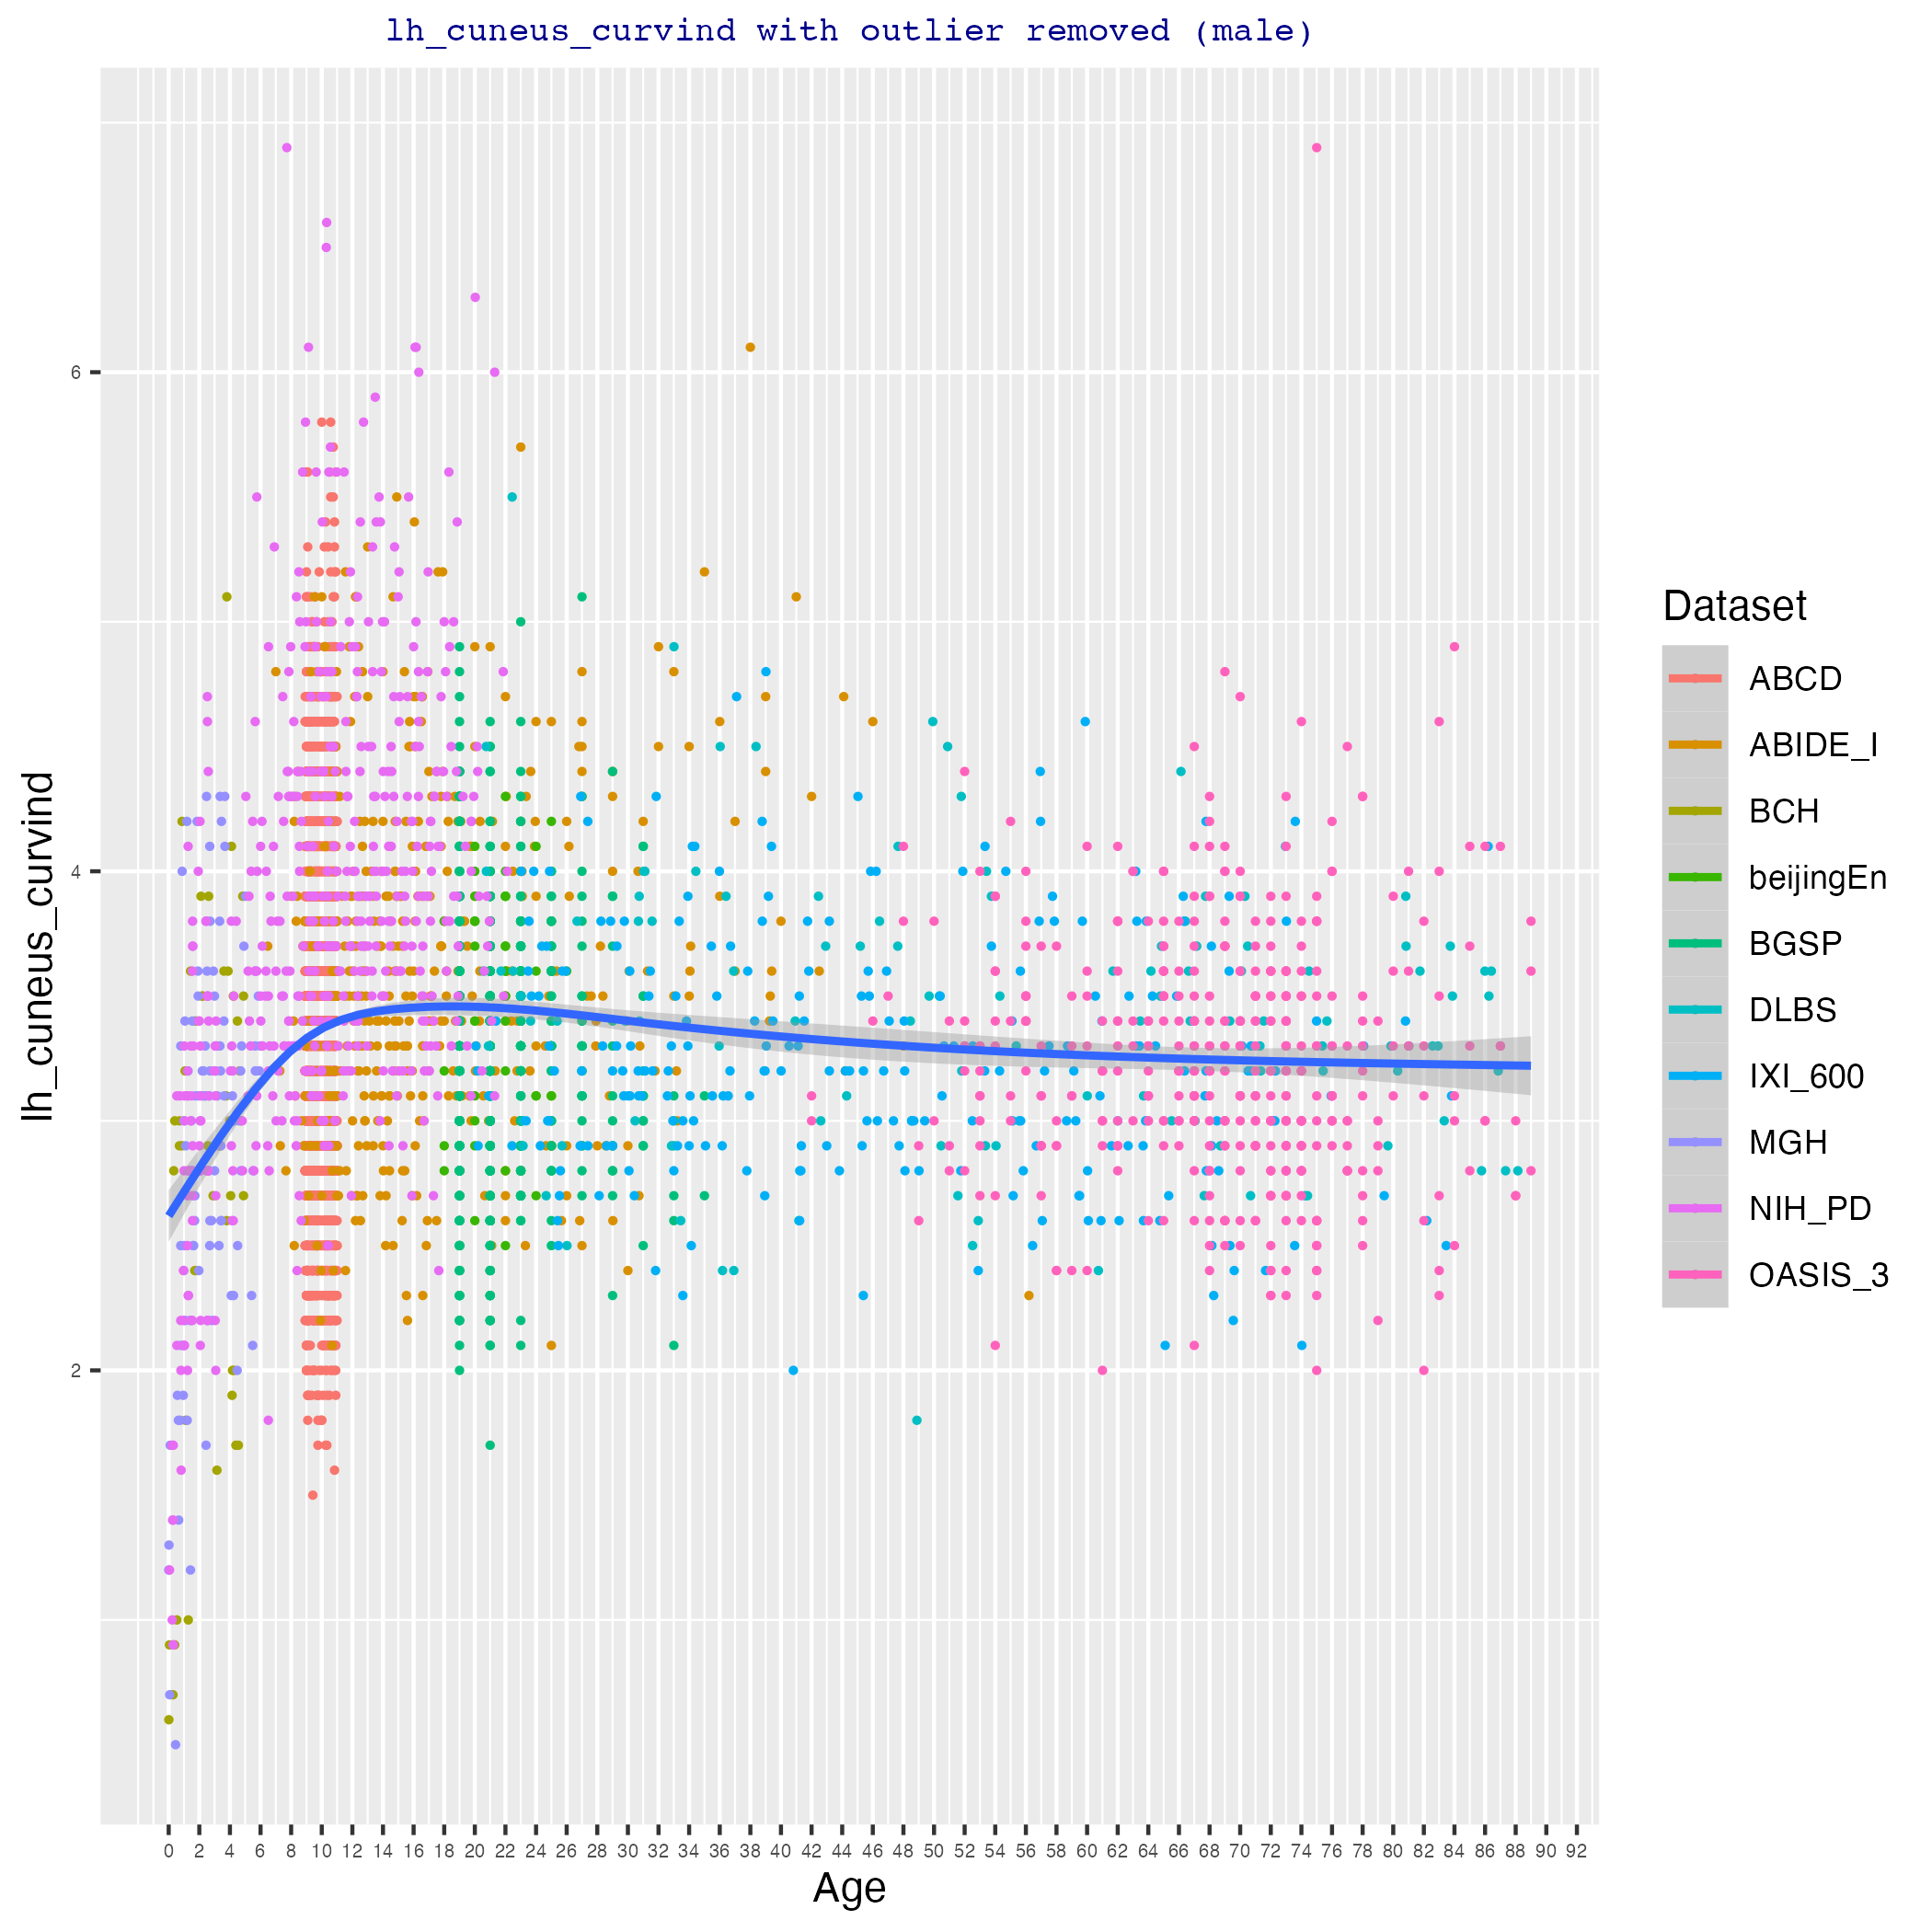 lh_cuneus_curvind with outlier removed (male)
lh_cuneus_curvind
6
4
2
0 2 4 6 8 10 12 14 16 18 20 22 24 26 28 30 32 34 36 38 40 42 44 46 48 50 52 54 56 58 60 62 64 66 68 70 72 74 76 78 80 82 84 86 88 90 92
Age
Dataset
ABCD
ABIDE_I
BCH
beijingEn
BGSP
DLBS
IXI_600
MGH
NIH_PD
OASIS_3